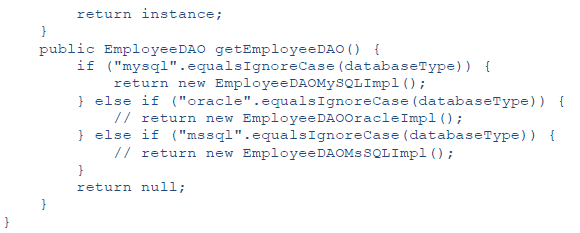 return instance;
    }
    public EmployeeDAO getEmployeeDAO() {
        if ("mysql".equalsIgnoreCase(databaseType)) {
            return new EmployeeDAOMySQLImpl();
        } else if ("oracle".equalsIgnoreCase(databaseType)) {
            // return new EmployeeDAOOracleImpl();
        } else if ("mssql".equalsIgnoreCase(databaseType)) {
            // return new EmployeeDAOMsSQLImpl();
        }
        return null;
    }
}